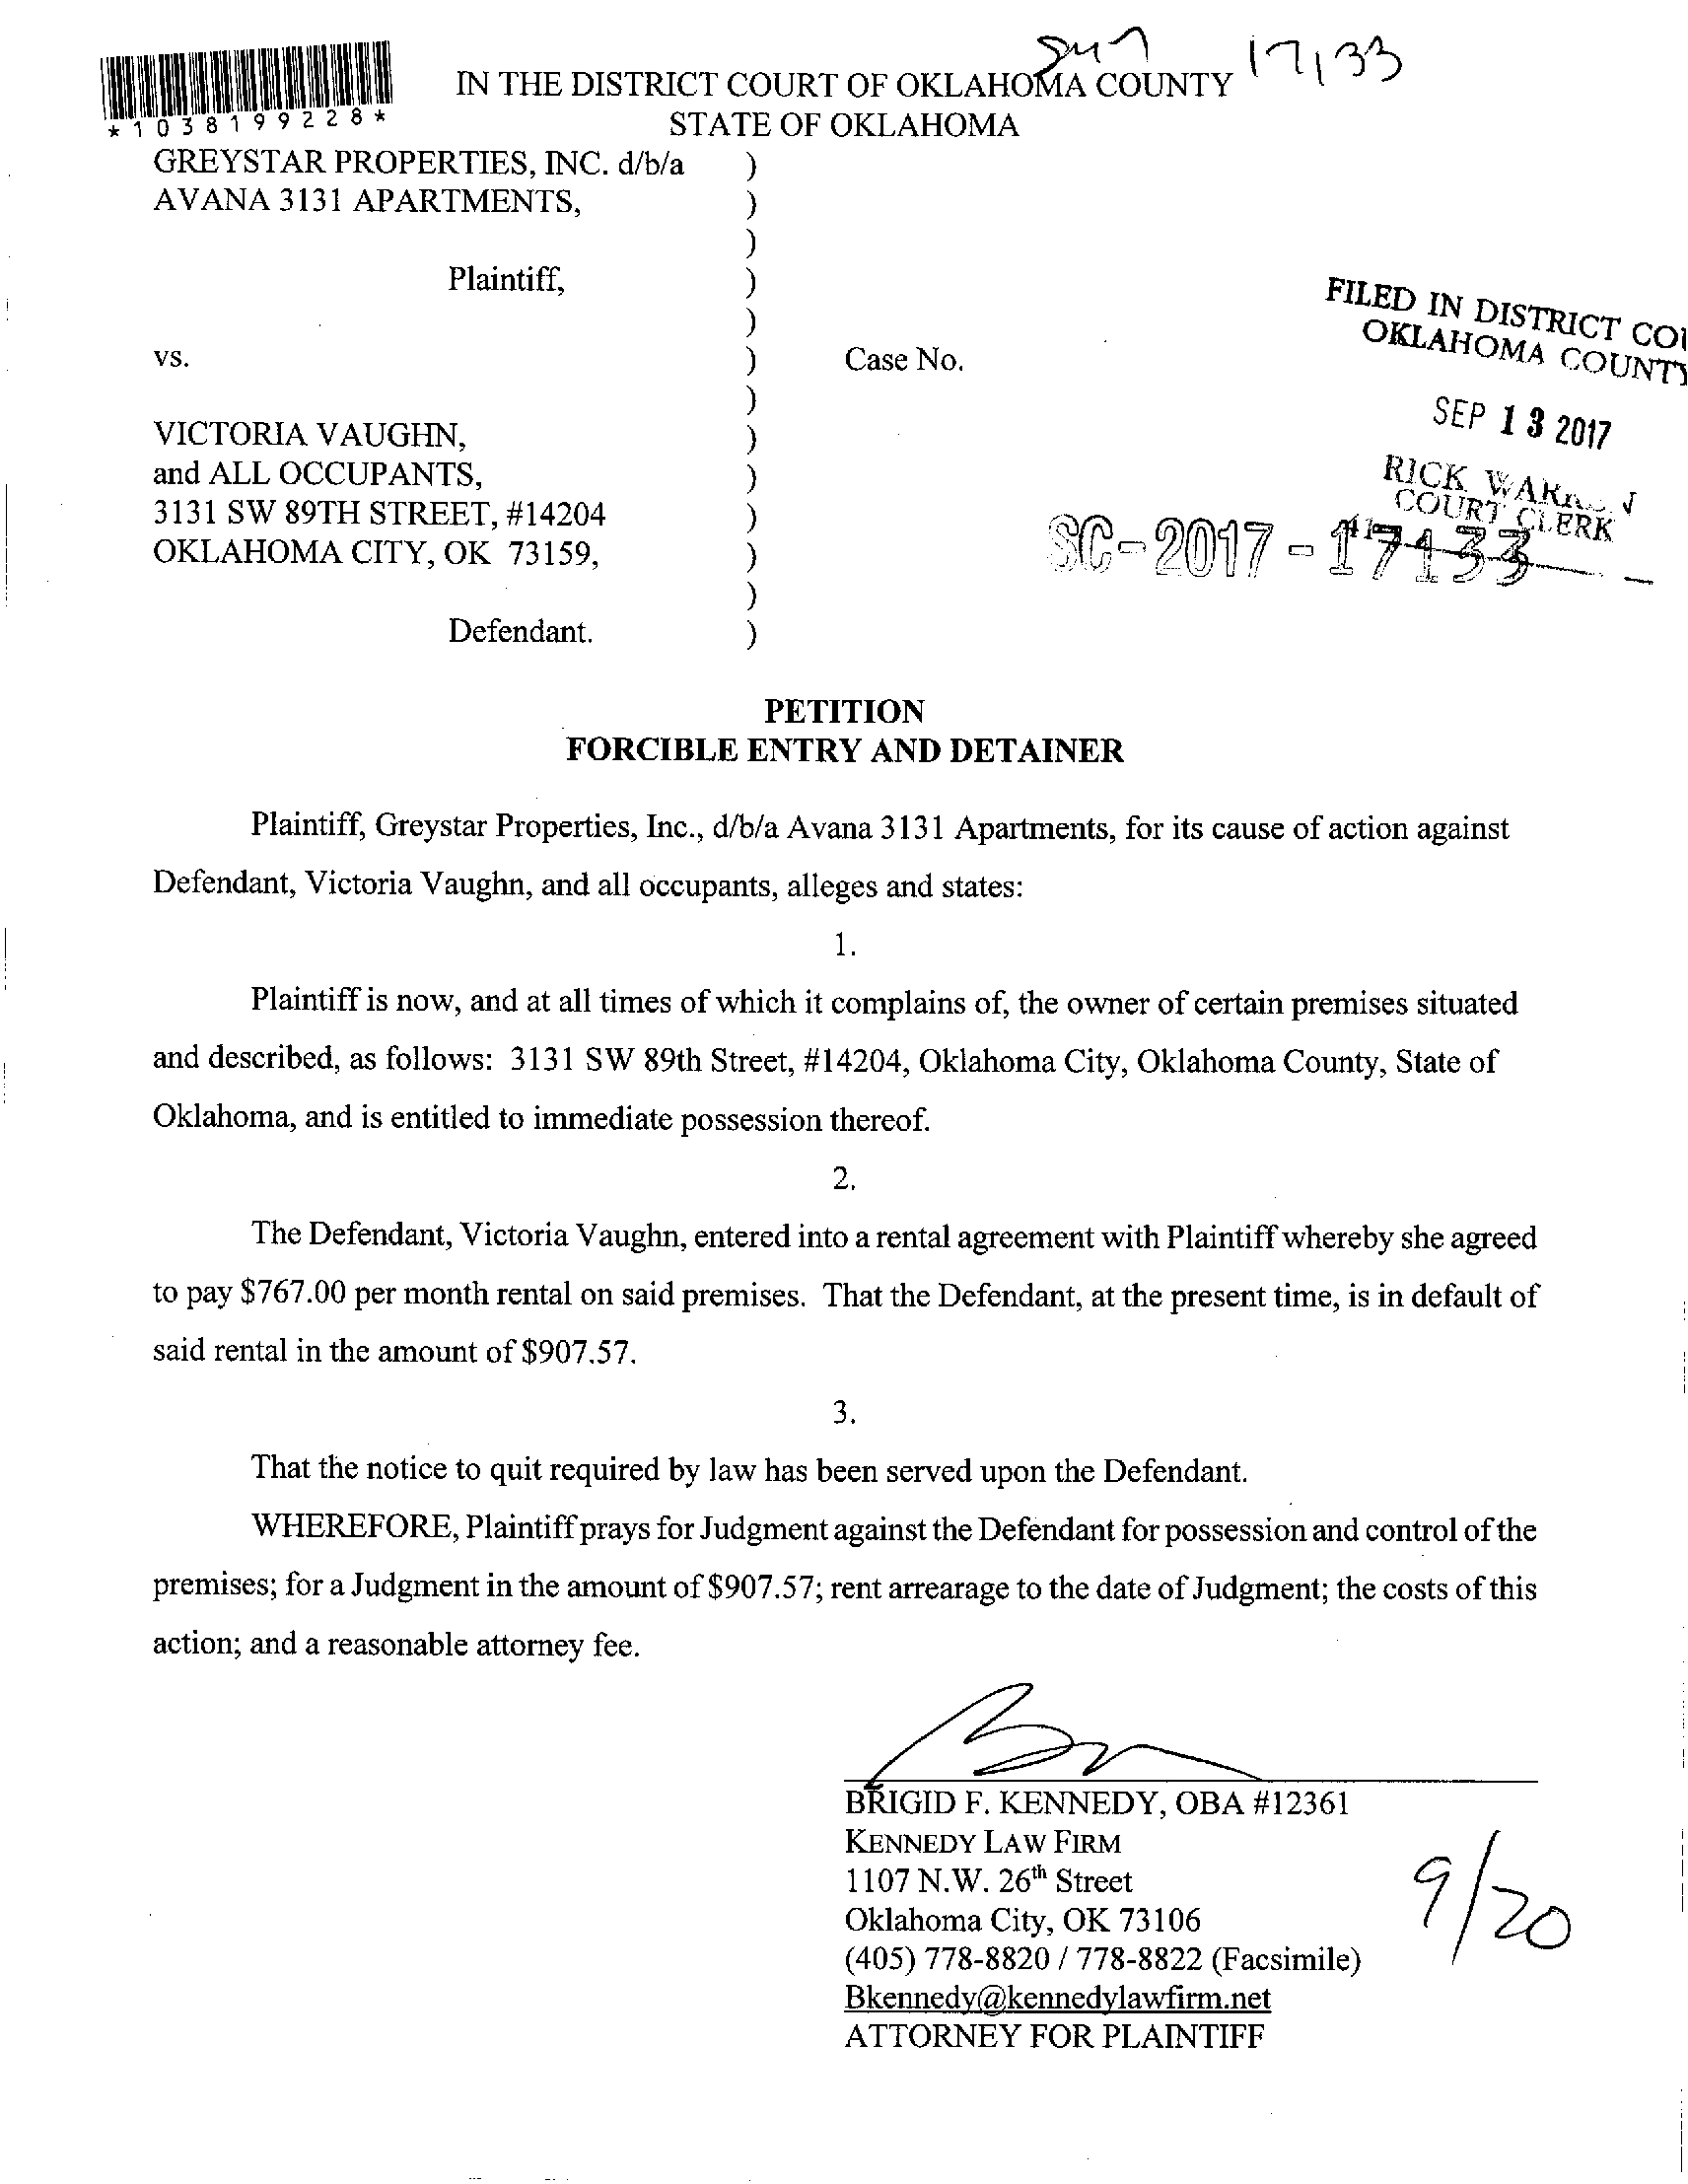 17133
IN THE DISTRICT COURT OF OKLAHOMA COUNTY
*1038199228*
STATE OF OKLAHOMA
GREYSTAR PROPERTIES, INC. d/b/a )
AVANA 3131 APARTMENTS, )
)
Plaintiff, )
)
vs. ) Case No.
)
VICTORIA VAUGHN, )
and ALL OCCUPANTS, )
3131 SW 89TH STREET, #14204 )
OKLAHOMA CITY, OK 73159, )
)
Defendant. )
FILED IN DISTRICT COU
OKLAHOMA COUNTY
SEP 13 2017
RICK
COURT CLERK
SC-2017-17133
PETITION
FORCIBLE ENTRY AND DETAINER
Plaintiff, Greystar Properties, Inc., d/b/a Avana 3131 Apartments, for its cause of action against
Defendant, Victoria Vaughn, and all occupants, alleges and states:
1.
Plaintiff is now, and at all times of which it complains of, the owner of certain premises situated
and described, as follows: 3131 SW 89th Street, #14204, Oklahoma City, Oklahoma County, State of
Oklahoma, and is entitled to immediate possession thereof.
2.
The Defendant, Victoria Vaughn, entered into a rental agreement with Plaintiff whereby she agreed
to pay $767.00 per month rental on said premises. That the Defendant, at the present time, is in default of
said rental in the amount of $907.57.
3.
That the notice to quit required by law has been served upon the Defendant.
WHEREFORE, Plaintiff prays for Judgment against the Defendant for possession and control of the
premises; for a Judgment in the amount of $907.57; rent arrearage to the date of Judgment; the costs of this
action; and a reasonable attorney fee.
BRIGID F. KENNEDY, OBA #12361
KENNEDY LAW FIRM
1107 N.W. 26th Street
Oklahoma City, OK 73106
(405) 778-8820 / 778-8822 (Facsimile)
Bkennedy@kennedylawfirm.net
ATTORNEY FOR PLAINTIFF
9/20